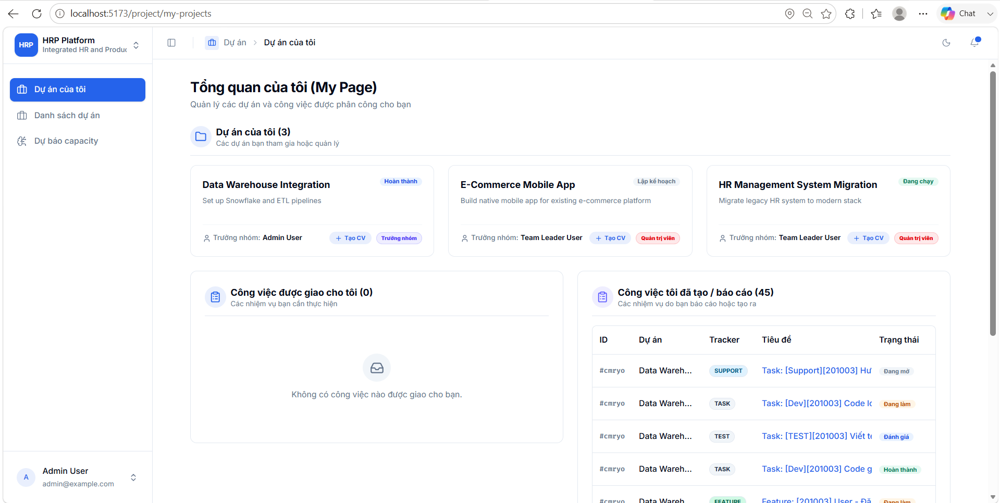 localhost:5173/project/my-projects
Chat
HRP
HRP Platform
Integrated HR and Produc
Dự án
Dự án của tôi
Dự án của tôi
Danh sách dự án
Dự báo capacity
Tổng quan của tôi (My Page)
Quản lý các dự án và công việc được phân công cho bạn
Dự án của tôi (3)
Các dự án bạn tham gia hoặc quản lý
Data Warehouse Integration
Hoàn thành
Set up Snowflake and ETL pipelines
Trưởng nhóm: Admin User
+ Tạo CV
Trưởng nhóm
E-Commerce Mobile App
Lập kế hoạch
Build native mobile app for existing e-commerce platform
Trưởng nhóm: Team Leader User
+ Tạo CV
Quản trị viên
HR Management System Migration
Đang chạy
Migrate legacy HR system to modern stack
Trưởng nhóm: Team Leader User
+ Tạo CV
Quản trị viên
Công việc được giao cho tôi (0)
Các nhiệm vụ bạn cần thực hiện
Không có công việc nào được giao cho bạn.
Công việc tôi đã tạo / báo cáo (45)
Các nhiệm vụ do bạn báo cáo hoặc tạo ra
ID Dự án Tracker Tiêu đề Trạng thái
#cmryo Data Wareh... SUPPORT Task: [Support][201003] Hư Đang mở
#cmryo Data Wareh... TASK Task: [Dev][201003] Code lo Đang làm
#cmryo Data Wareh... TEST Task: [TEST][201003] Viết te Đánh giá
#cmryo Data Wareh... TASK Task: [Dev][201003] Code g Hoàn thành
#cmryo Data Wareh... FEATURE Feature: [201003] User - Đă Đang làm
A
Admin User
admin@example.com